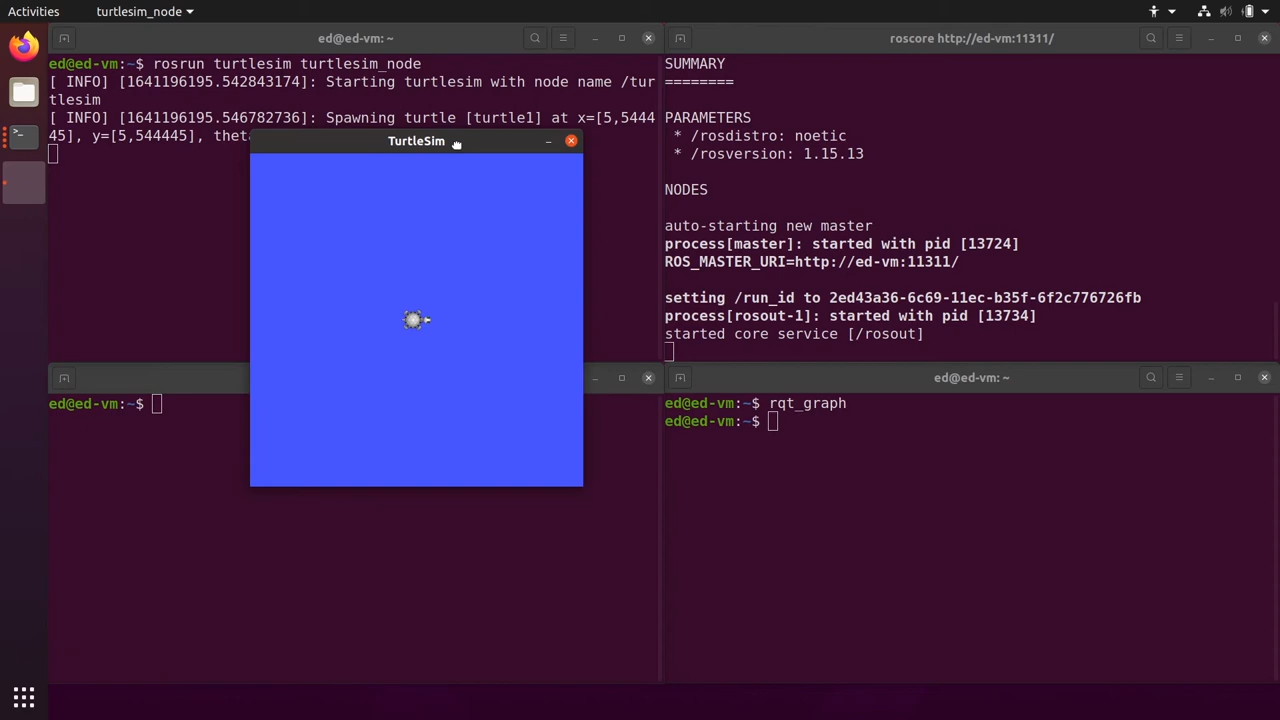 Activities
turtlesim_node
ed@ed-vm: ~
ed@ed-vm:~$ rosrun turtlesim turtlesim_node
[ INFO] [1641196195.542843174]: Starting turtlesim with node name /tur
tlesim
[ INFO] [1641196195.546782736]: Spawning turtle [turtle1] at x=[5,5444
45], y=[5,544445],
TurtleSim
ed@ed-vm:~$
roscore http://ed-vm:11311/
SUMMARY
========
PARAMETERS
* /rosdistro: noetic
* /rosversion: 1.15.13
NODES
auto-starting new master
process[master]: started with pid [13724]
ROS_MASTER_URI=http://ed-vm:11311/
setting /run_id to 2ed43a36-6c69-11ec-b35f-6f2c776726fb
process[rosout-1]: started with pid [13734]
started core service [/rosout]
ed@ed-vm: ~
ed@ed-vm:~$ rqt_graph
ed@ed-vm:~$